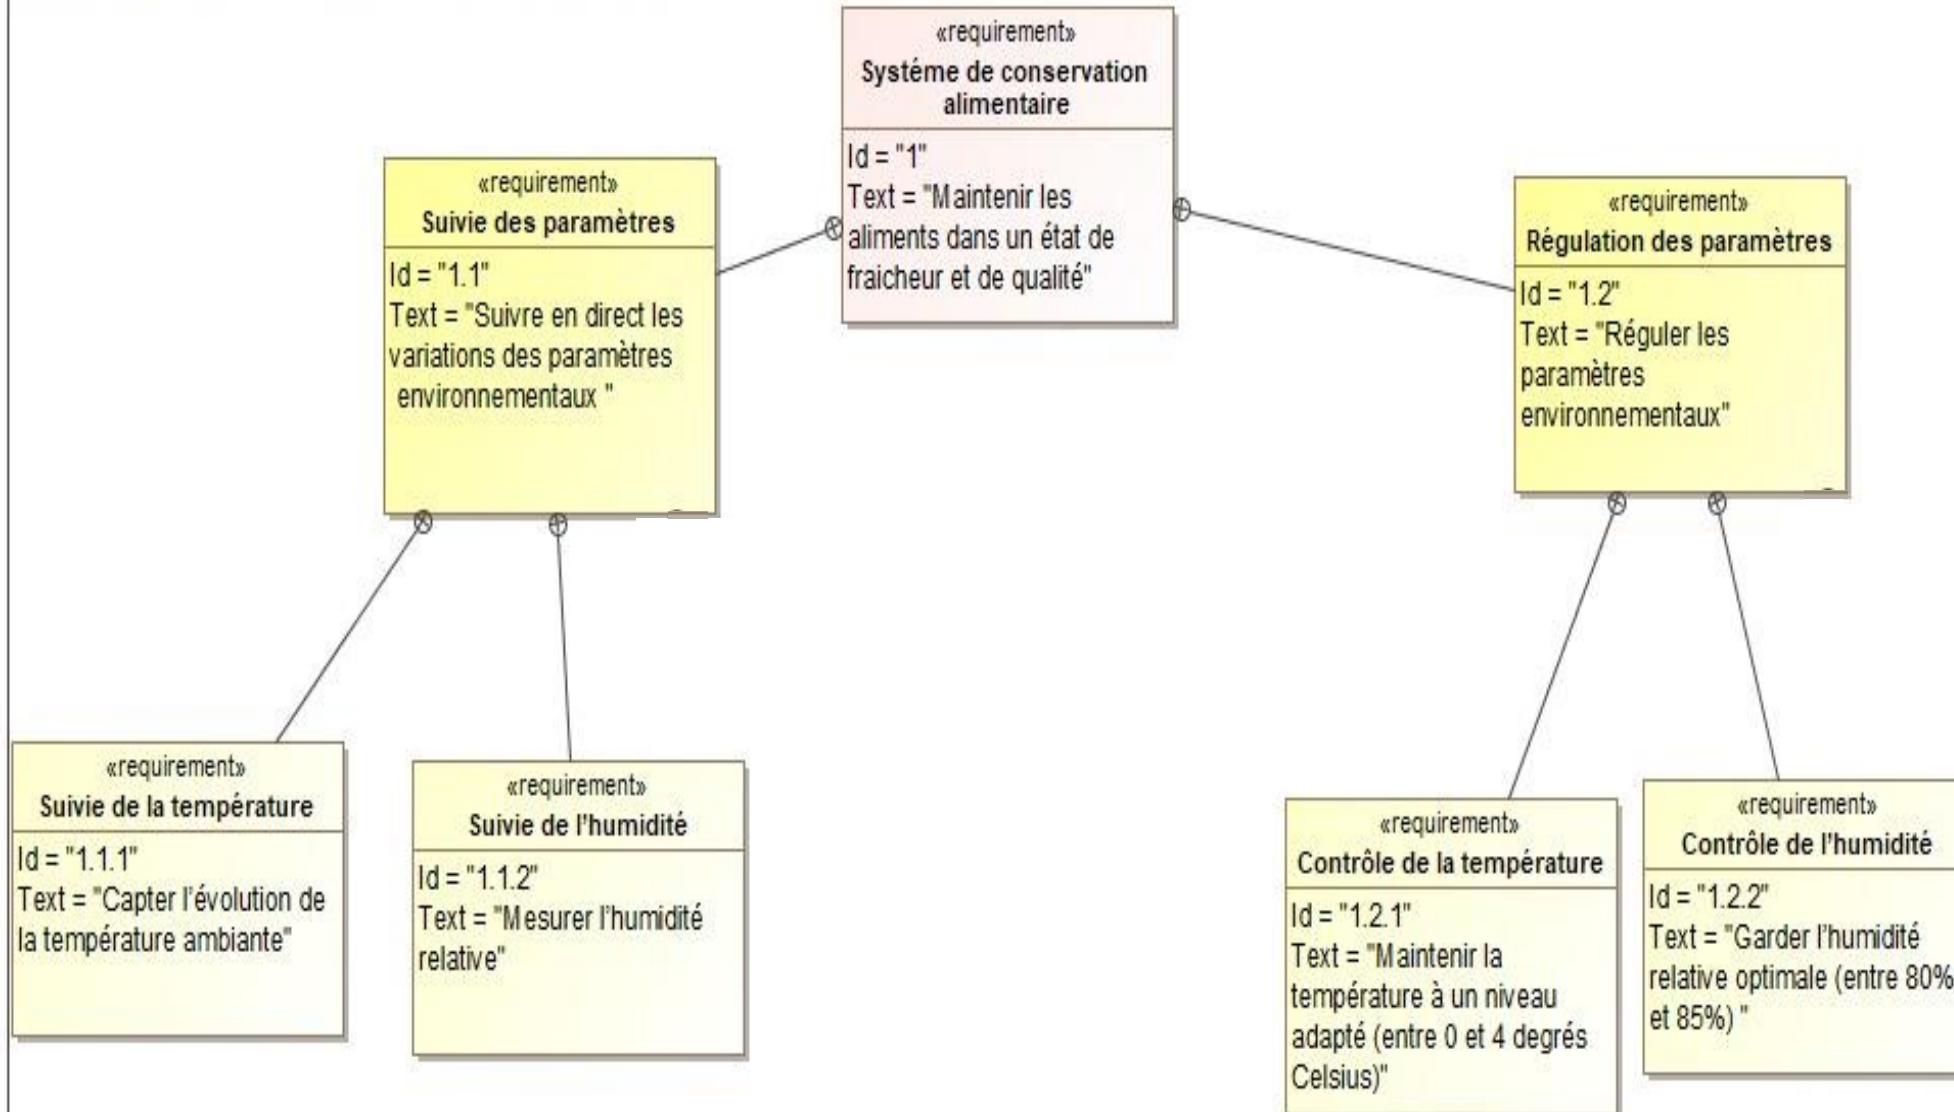 «requirement»
Systéme de conservation
alimentaire
Id = "1"
Text = "Maintenir les
aliments dans un état de
fraicheur et de qualité"
«requirement»
Suivie des paramètres
Id = "1.1"
Text = "Suivre en direct les
variations des paramètres
environnementaux "
«requirement»
Régulation des paramètres
Id = "1.2"
Text = "Réguler les
paramètres
environnementaux"
«requirement»
Suivie de la température
Id = "1.1.1"
Text = "Capter l'évolution de
la température ambiante"
«requirement»
Suivie de l'humidité
Id = "1.1.2"
Text = "Mesurer l'humidité
relative"
«requirement»
Contrôle de la température
Id = "1.2.1"
Text = "Maintenir la
température à un niveau
adapté (entre 0 et 4 degrés
Celsius)"
«requirement»
Contrôle de l'humidité
Id = "1.2.2"
Text = "Garder l'humidité
relative optimale (entre 80%
et 85%) "